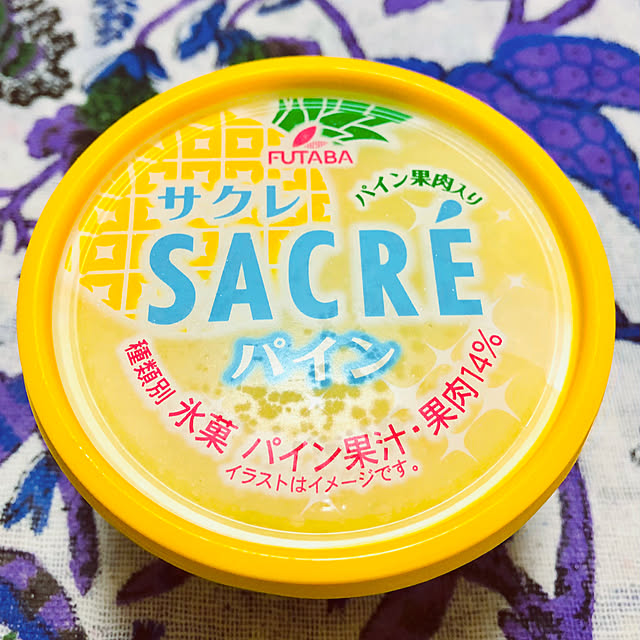 FUTABA
パイン果肉入り
サクレ
SACRÉ
パイン
種類別 氷菓 パイン果汁・果肉14%
イラストはイメージです。